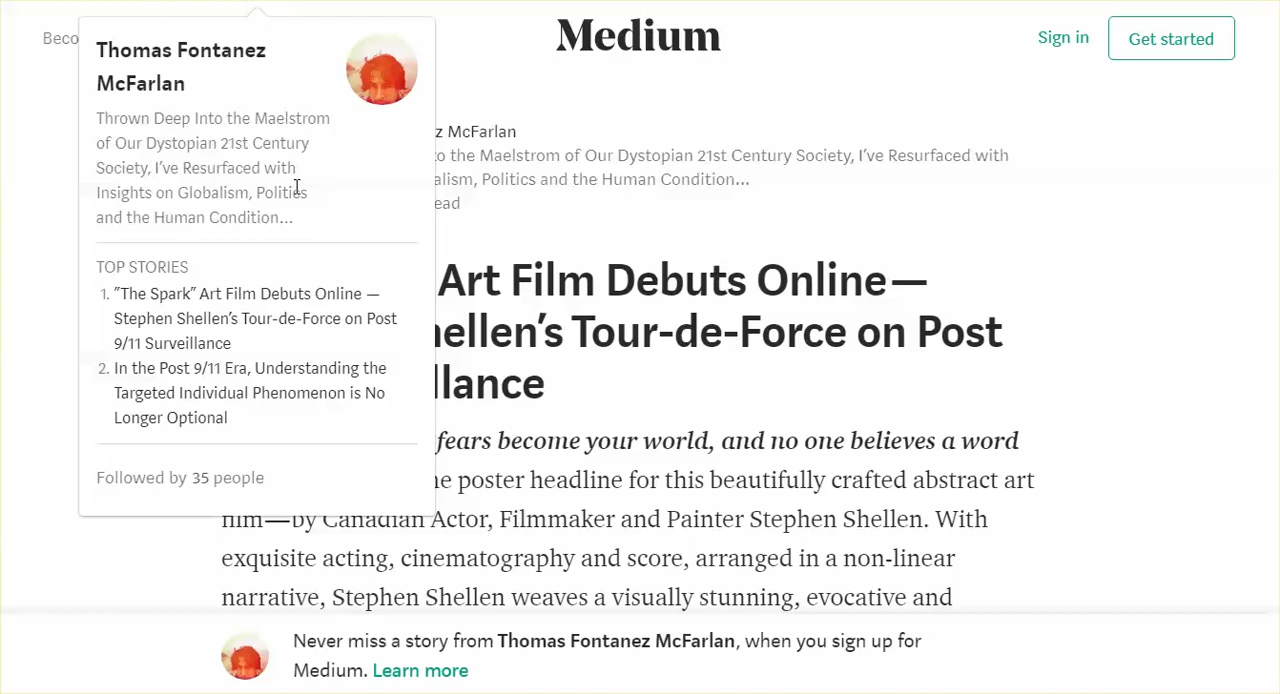 Beco
Medium
Sign in
Get started
Thomas Fontanez
McFarlan
Thrown Deep Into the Maelstrom
of Our Dystopian 21st Century
Society, I've Resurfaced with
Insights on Globalism, Politics
and the Human Condition...
TOP STORIES
1. "The Spark" Art Film Debuts Online —
Stephen Shellen's Tour-de-Force on Post
9/11 Surveillance
2. In the Post 9/11 Era, Understanding the
Targeted Individual Phenomenon is No
Longer Optional
Followed by 35 people
z McFarlan
to the Maelstrom of Our Dystopian 21st Century Society, I've Resurfaced with
alism, Politics and the Human Condition...
ead
Art Film Debuts Online—
hellen's Tour-de-Force on Post
llance
fears become your world, and no one believes a word
he poster headline for this beautifully crafted abstract art
film—by Canadian Actor, Filmmaker and Painter Stephen Shellen. With
exquisite acting, cinematography and score, arranged in a non-linear
narrative, Stephen Shellen weaves a visually stunning, evocative and
Never miss a story from Thomas Fontanez McFarlan, when you sign up for
Medium. Learn more